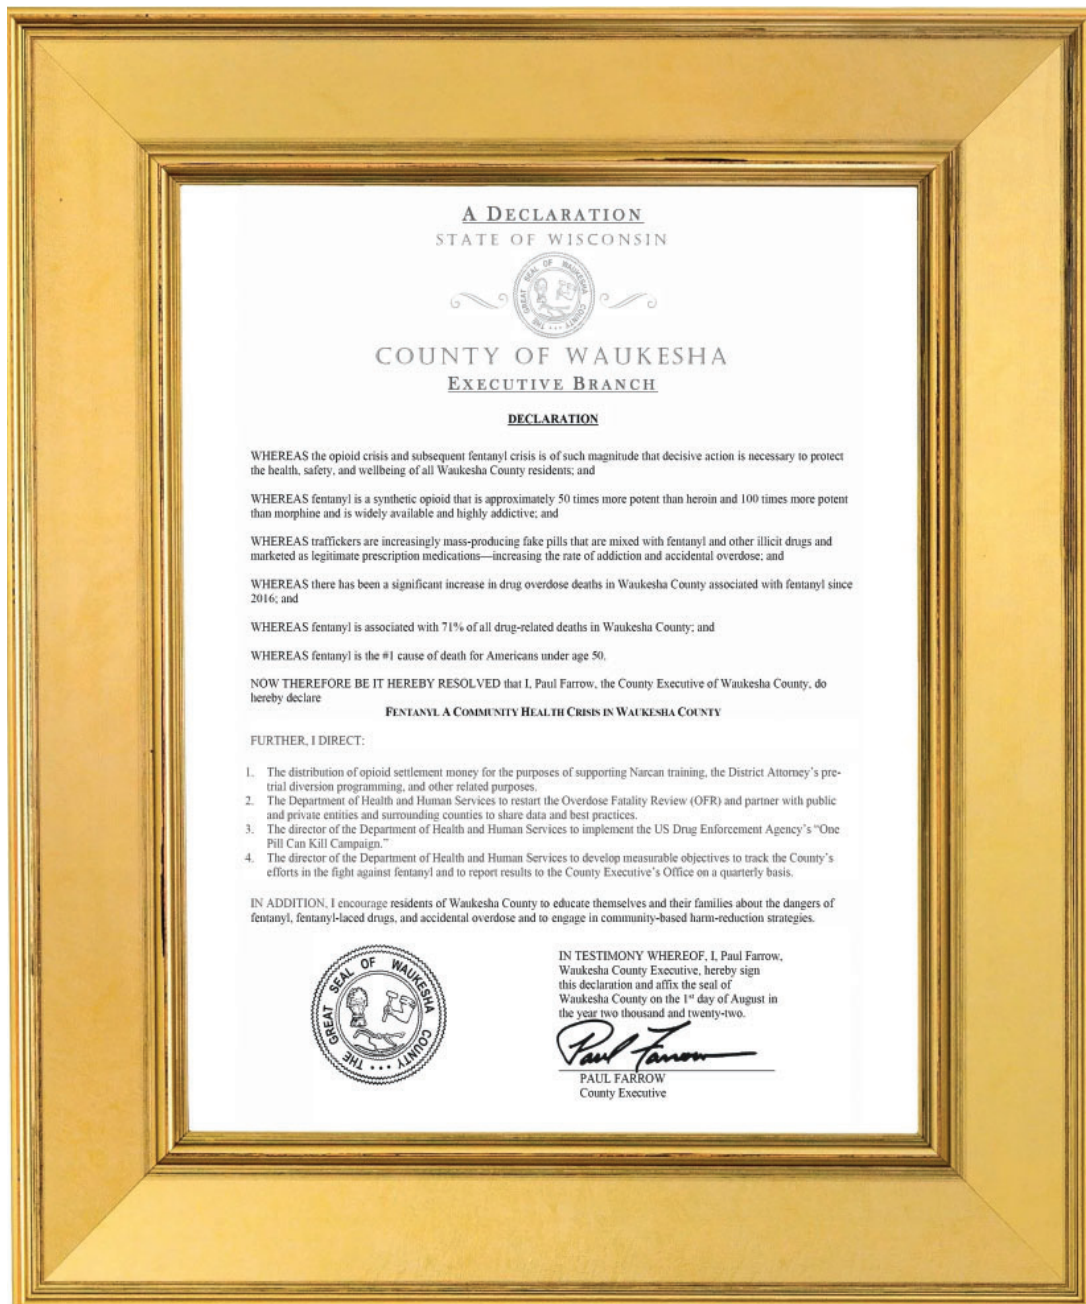 A DECLARATION
STATE OF WISCONSIN
THE GREAT SEAL OF WAUKESHA COUNTY
COUNTY OF WAUKESHA
EXECUTIVE BRANCH
DECLARATION
WHEREAS the opioid crisis and subsequent fentanyl crisis is of such magnitude that decisive action is necessary to protect
the health, safety, and wellbeing of all Waukesha County residents; and
WHEREAS fentanyl is a synthetic opioid that is approximately 50 times more potent than heroin and 100 times more potent
than morphine and is widely available and highly addictive; and
WHEREAS traffickers are increasingly mass-producing fake pills that are mixed with fentanyl and other illicit drugs and
marketed as legitimate prescription medications—increasing the rate of addiction and accidental overdose; and
WHEREAS there has been a significant increase in drug overdose deaths in Waukesha County associated with fentanyl since
2016; and
WHEREAS fentanyl is associated with 71% of all drug-related deaths in Waukesha County; and
WHEREAS fentanyl is the #1 cause of death for Americans under age 50.
NOW THEREFORE BE IT HEREBY RESOLVED that I, Paul Farrow, the County Executive of Waukesha County, do
hereby declare
FENTANYL A COMMUNITY HEALTH CRISIS IN WAUKESHA COUNTY
FURTHER, I DIRECT:
1. The distribution of opioid settlement money for the purposes of supporting Narcan training, the District Attorney's pre-
trial diversion programming, and other related purposes.
2. The Department of Health and Human Services to restart the Overdose Fatality Review (OFR) and partner with public
and private entities and surrounding counties to share data and best practices.
3. The director of the Department of Health and Human Services to implement the US Drug Enforcement Agency's "One
Pill Can Kill Campaign."
4. The director of the Department of Health and Human Services to develop measurable objectives to track the County's
efforts in the fight against fentanyl and to report results to the County Executive's Office on a quarterly basis.
IN ADDITION, I encourage residents of Waukesha County to educate themselves and their families about the dangers of
fentanyl, fentanyl-laced drugs, and accidental overdose and to engage in community-based harm-reduction strategies.
THE GREAT SEAL OF WAUKESHA COUNTY
IN TESTIMONY WHEREOF, I, Paul Farrow,
Waukesha County Executive, hereby sign
this declaration and affix the seal of
Waukesha County on the 1st day of August in
the year two thousand and twenty-two.
Paul Farrow
PAUL FARROW
County Executive